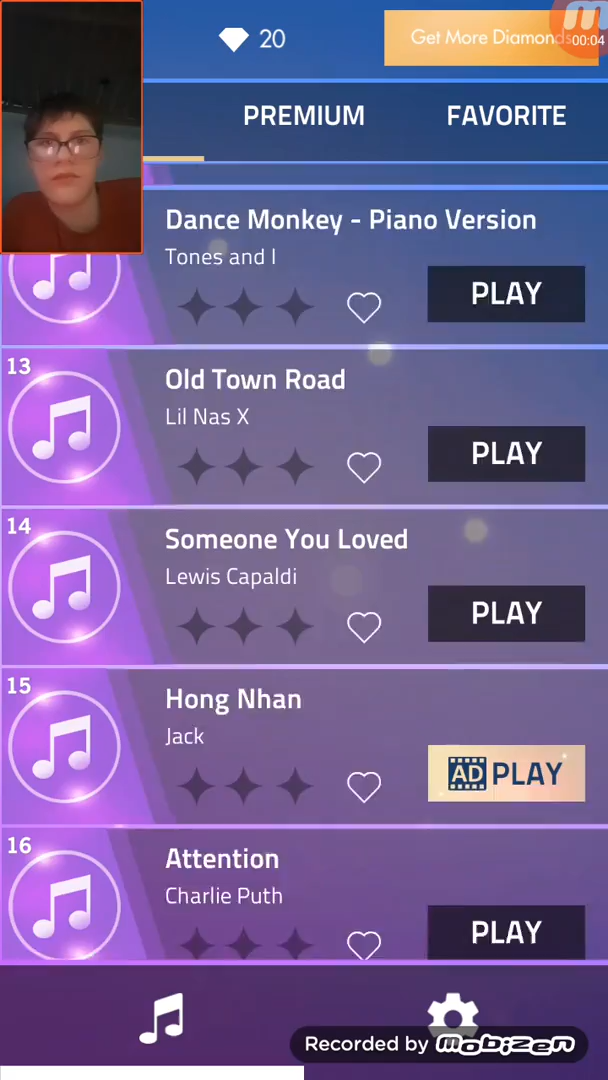 20
Get More Diamonds
00:04
PREMIUM
FAVORITE
Dance Monkey - Piano Version
Tones and I
PLAY
13
Old Town Road
Lil Nas X
PLAY
14
Someone You Loved
Lewis Capaldi
PLAY
15
Hong Nhan
Jack
AD PLAY
16
Attention
Charlie Puth
PLAY
Recorded by mobizen